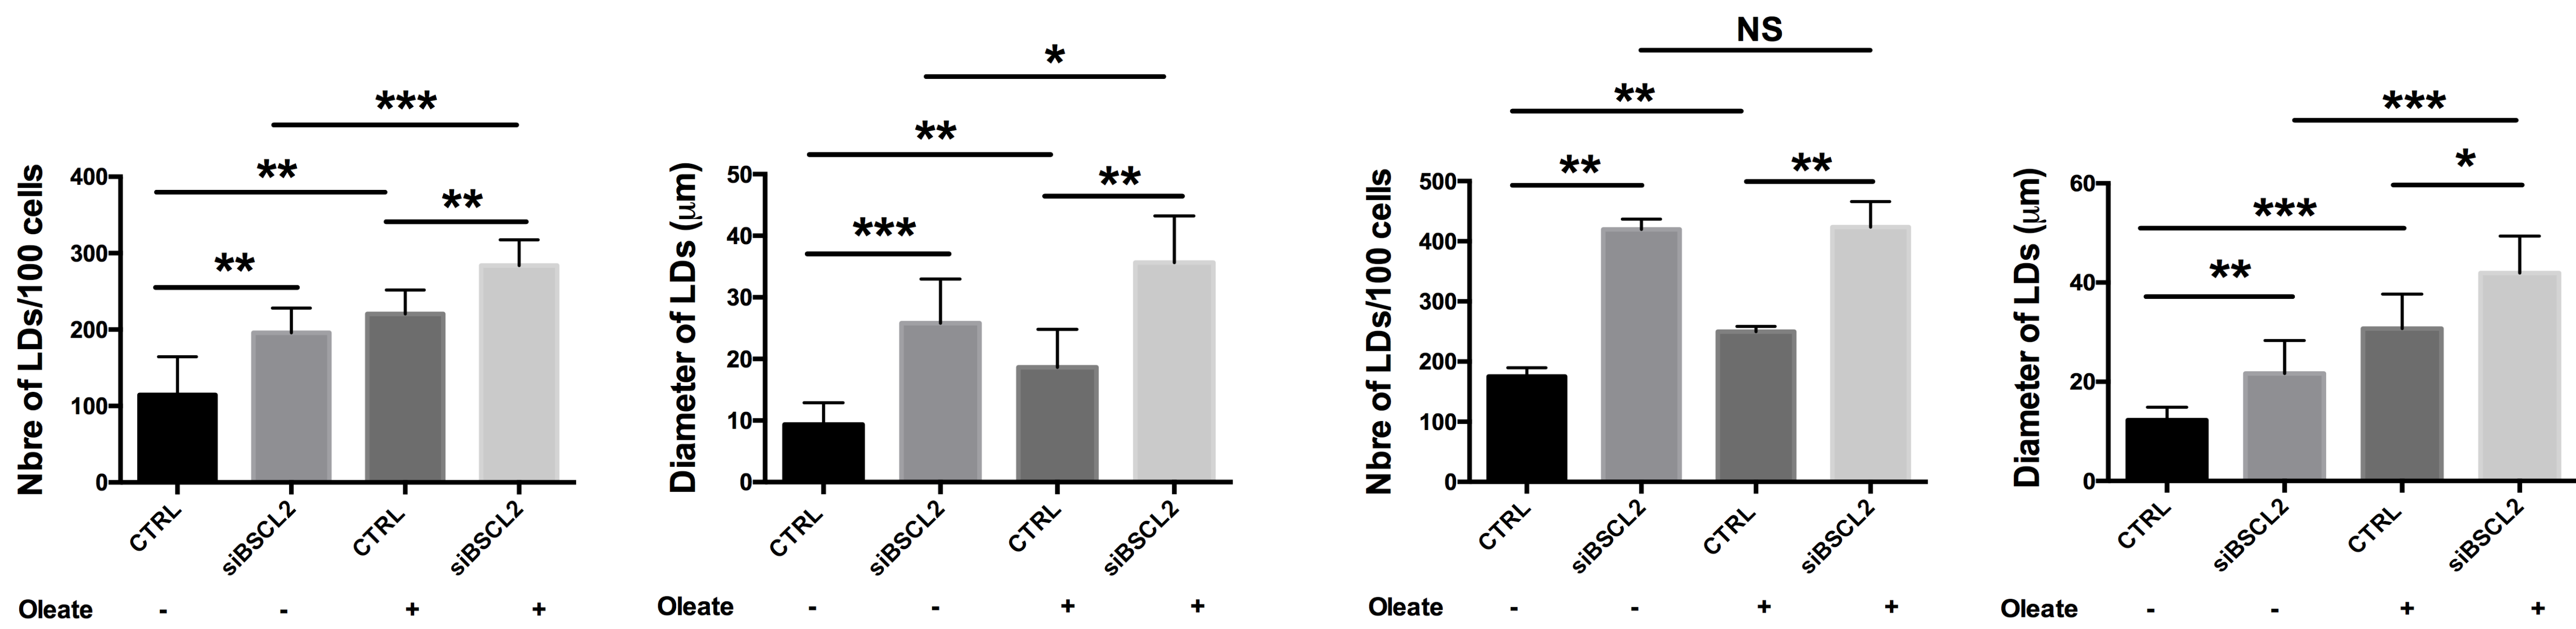 Nbre of LDs/100 cells
400
300
200
100
0
***
**
**
**
CTRL
siBSCL2
CTRL
siBSCL2
Oleate - - + +
Diameter of LDs (μm)
50
40
30
20
10
0
*
**
**
***
CTRL
siBSCL2
CTRL
siBSCL2
Oleate - - + +
Nbre of LDs/100 cells
500
400
300
200
100
0
NS
**
**
**
CTRL
siBSCL2
CTRL
siBSCL2
Oleate - - + +
Diameter of LDs (μm)
60
40
20
0
***
*
***
**
CTRL
siBSCL2
CTRL
siBSCL2
Oleate - - + +